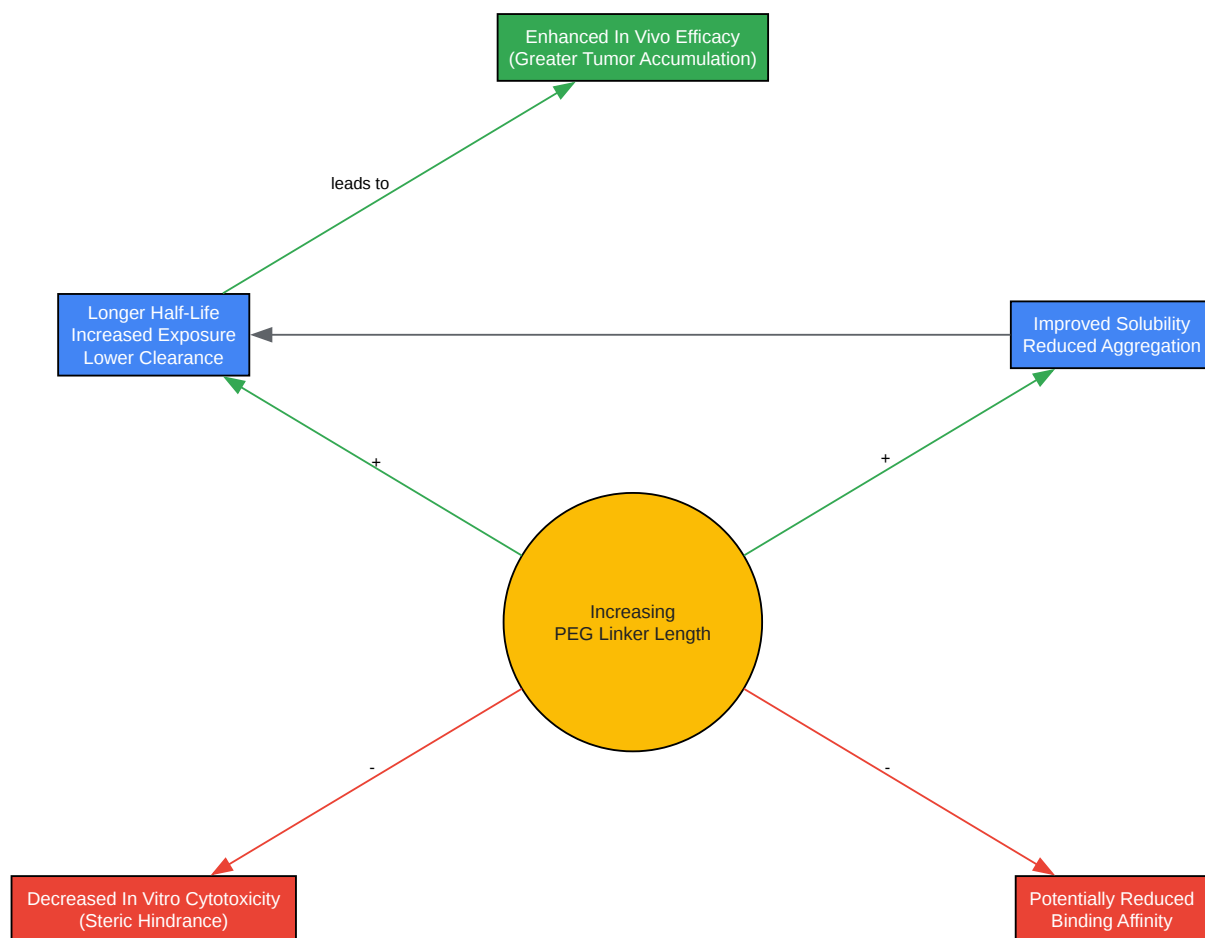 Enhanced In Vivo Efficacy
(Greater Tumor Accumulation)
leads to
Longer Half-Life
Increased Exposure
Lower Clearance
Improved Solubility
Reduced Aggregation
+
+
Increasing
PEG Linker Length
-
-
Decreased In Vitro Cytotoxicity
(Steric Hindrance)
Potentially Reduced
Binding Affinity